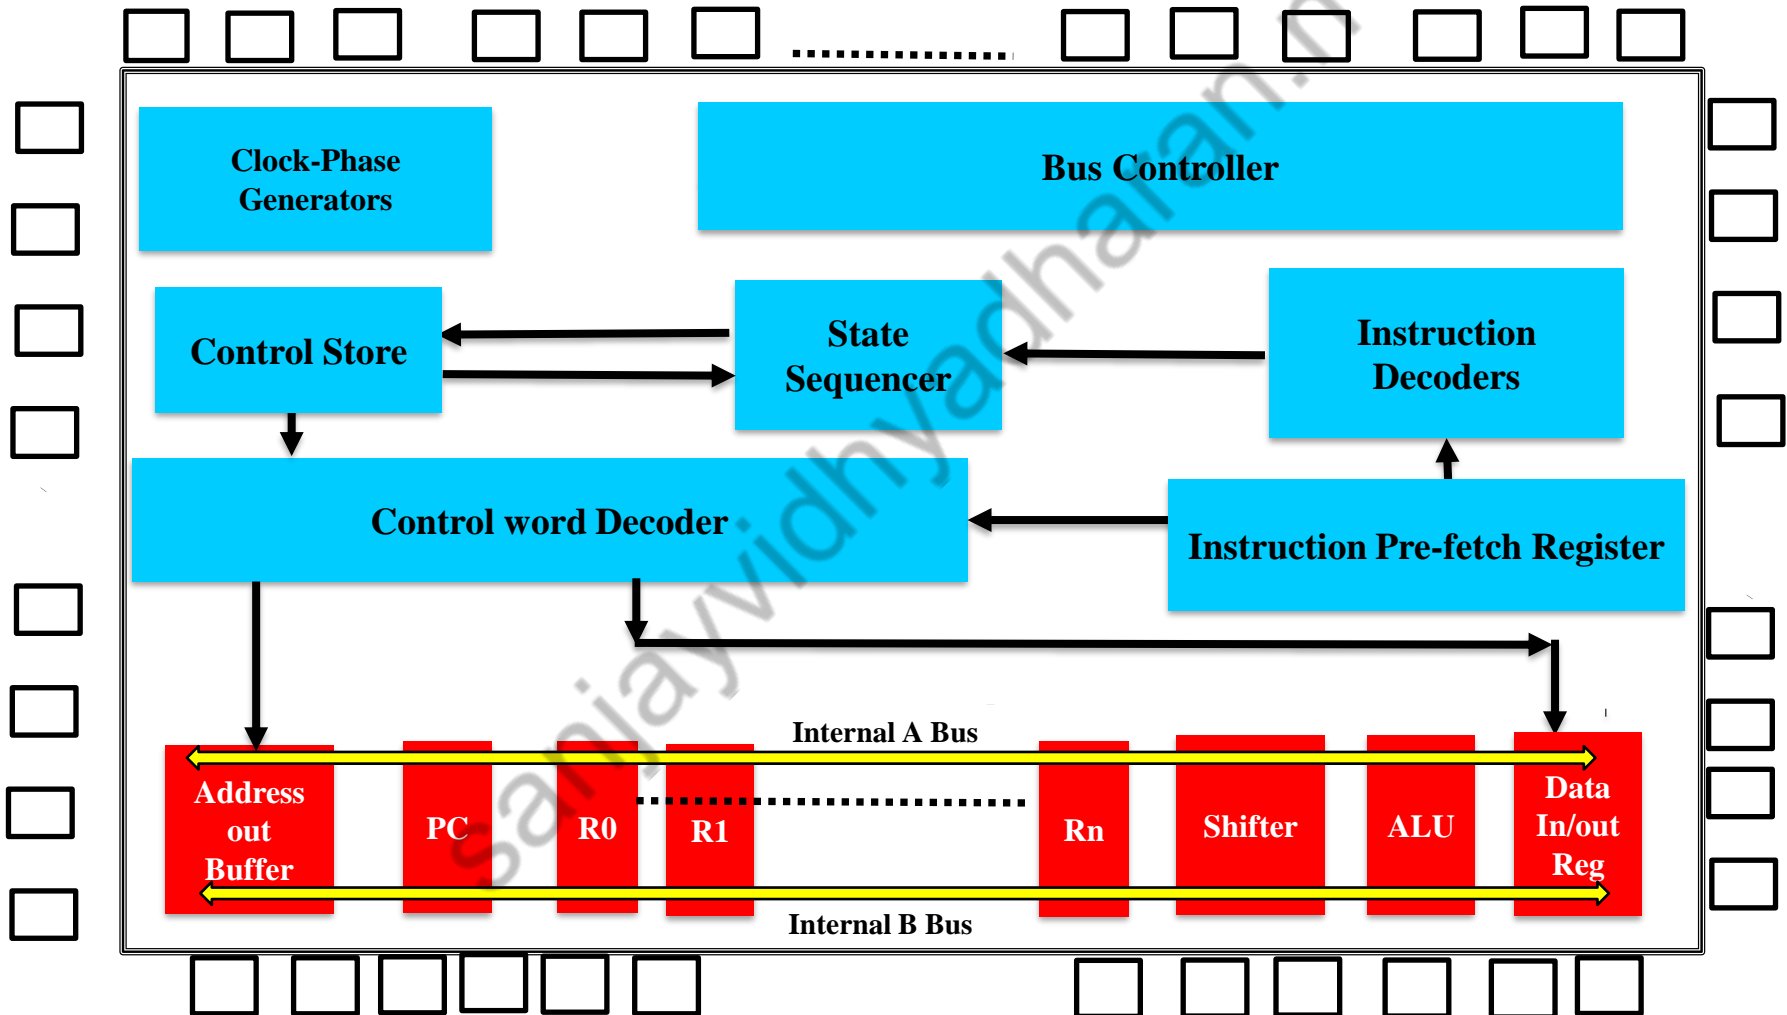 Clock-Phase
Generators
Bus Controller
Control Store
State
Sequencer
Instruction
Decoders
Control word Decoder
Instruction Pre-fetch Register
Internal A Bus
Address
out
Buffer
PC
R0
R1
Rn
Shifter
ALU
Data
In/out
Reg
Internal B Bus
sanjayvidhyadharan.n